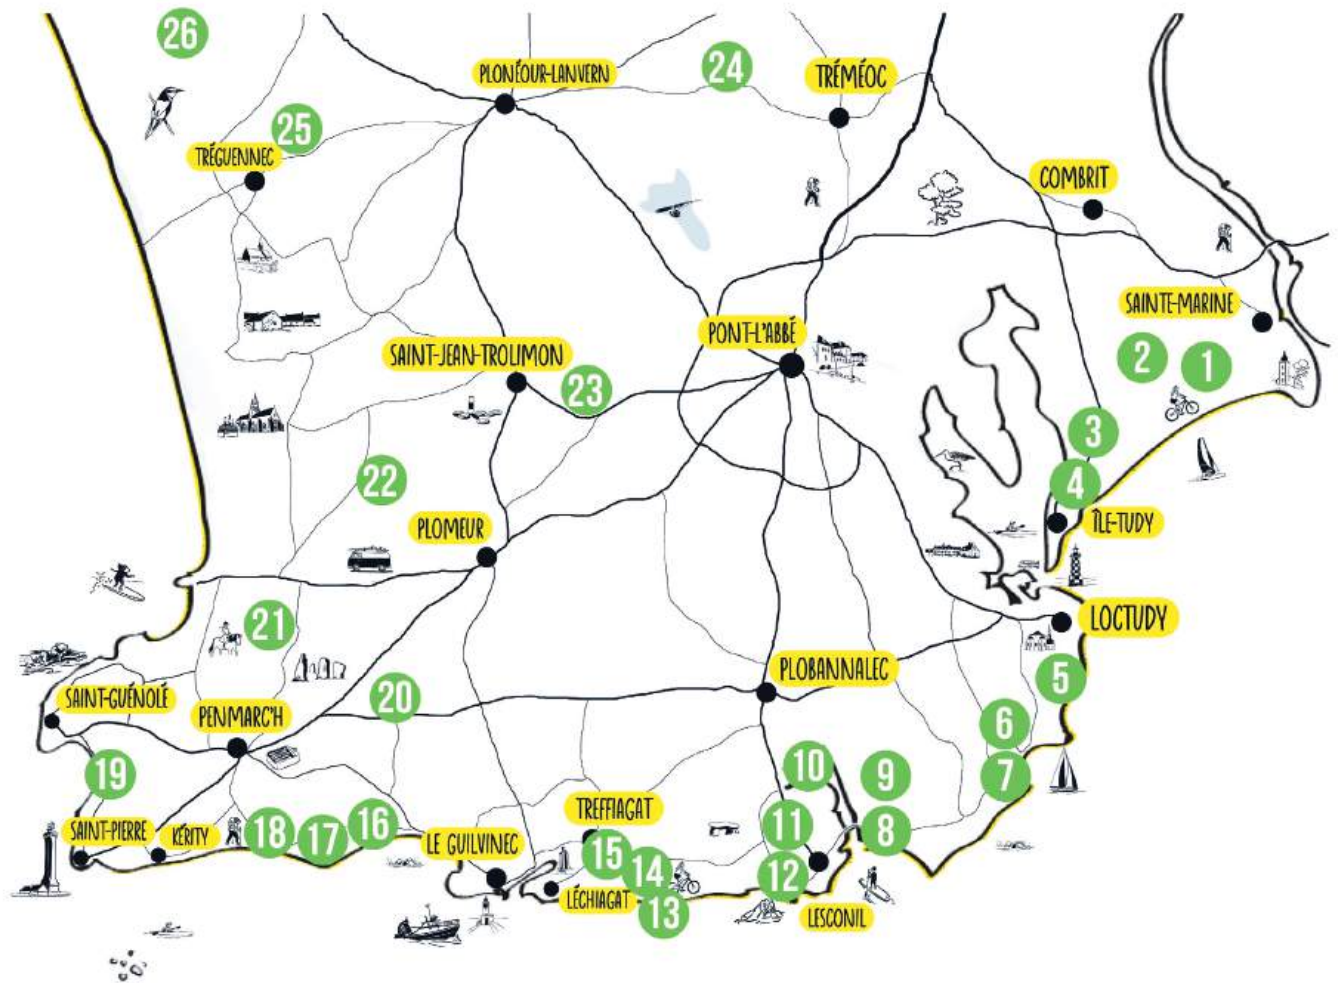 26
24
PLONÉOUR-LANVERN
TRÉMÉOC
25
TRÉGUENNEC
COMBRIT
SAINTE-MARINE
PONT-L'ABBÉ
SAINT-JEAN-TROLIMON
2
1
23
3
22
4
PLOMEUR
ÎLE-TUDY
21
LOCTUDY
PLOBANNALEC
5
SAINT-GUÉNOLÉ
20
PENMARC'H
6
19
10
9
7
TREFFIAGAT
SAINT-PIERRE
KÉRITY
18
17
16
11
8
LE GUILVINEC
15
14
12
LÉCHIAGAT
13
LESCONIL